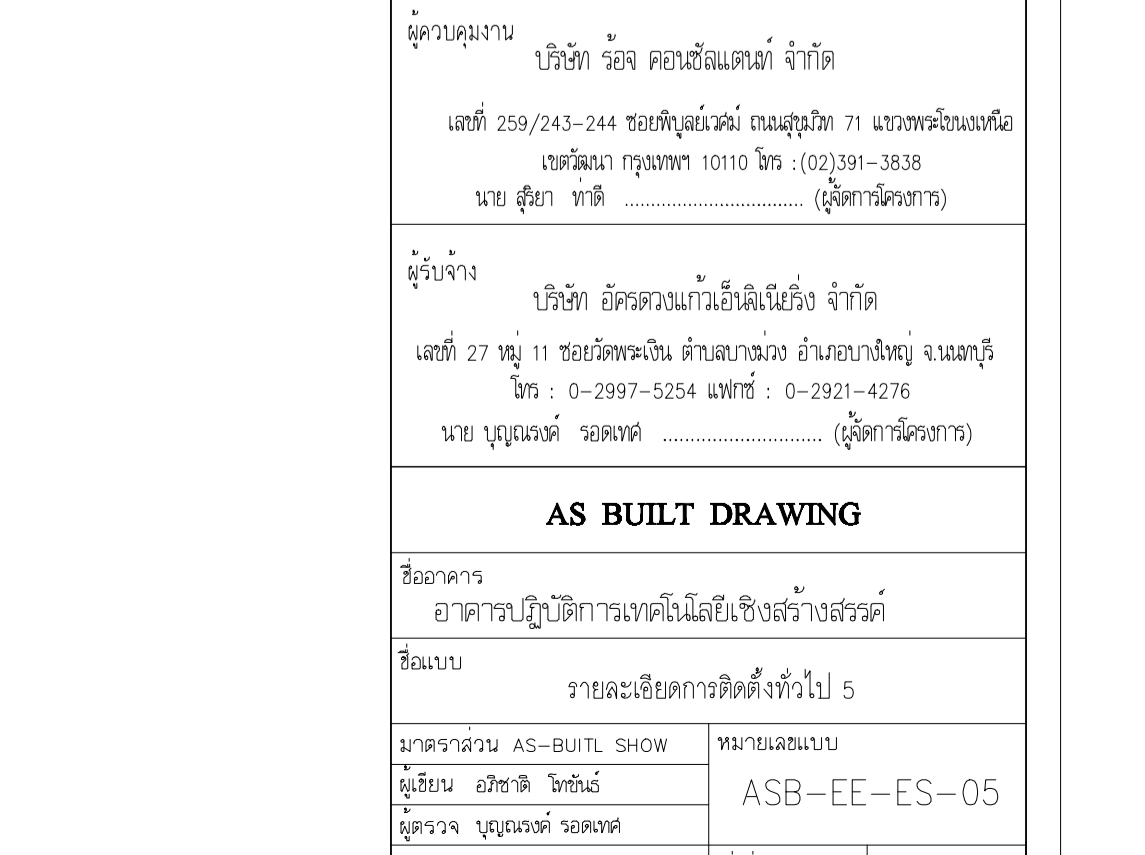 ผู้ควบคุมงาน
บริษัท ร้อจ คอนซัลแตนท์ จำกัด
เลขที่ 259/243-244 ซอยพิบูลย์เวศม์ ถนนสุขุมวิท 71 แขวงพระโขนงเหนือ
เขตวัฒนา กรุงเทพฯ 10110 โทร :(02)391-3838
นาย สุริยา ท่าดี .................................. (ผู้จัดการโครงการ)
ผู้รับจ้าง
บริษัท อัครดวงแก้วเอ็นจิเนียริ่ง จำกัด
เลขที่ 27 หมู่ 11 ซอยวัดพระเงิน ตำบลบางม่วง อำเภอบางใหญ่ จ.นนทบุรี
โทร : 0-2997-5254 แฟกซ์ : 0-2921-4276
นาย บุญณรงค์ รอดเทศ .............................. (ผู้จัดการโครงการ)
AS BUILT DRAWING
ชื่ออาคาร
อาคารปฏิบัติการเทคโนโลยีเชิงสร้างสรรค์
ชื่อแบบ
รายละเอียดการติดตั้งทั่วไป 5
มาตราส่วน AS-BUITL SHOW
หมายเลขแบบ
ผู้เขียน อภิชาติ โทขันธ์
ASB-EE-ES-05
ผู้ตรวจ บุญณรงค์ รอดเทศ